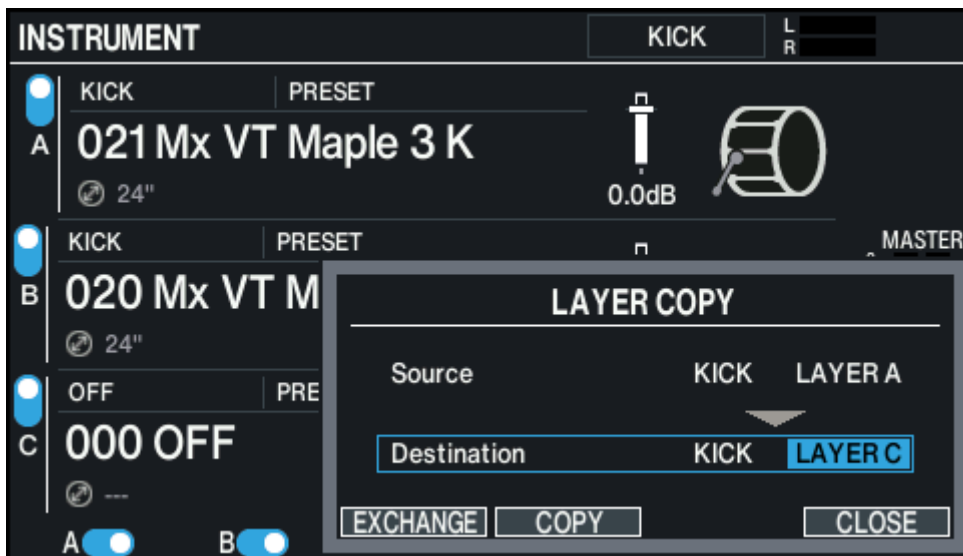 INSTRUMENT KICK L
R
KICK PRESET
A 021 Mx VT Maple 3 K
24" 0.0dB
KICK PRESET MASTER
B 020 Mx VT M
24"
OFF PRE
C 000 OFF
---
A B
LAYER COPY
Source KICK LAYER A
Destination KICK LAYER C
EXCHANGE COPY CLOSE